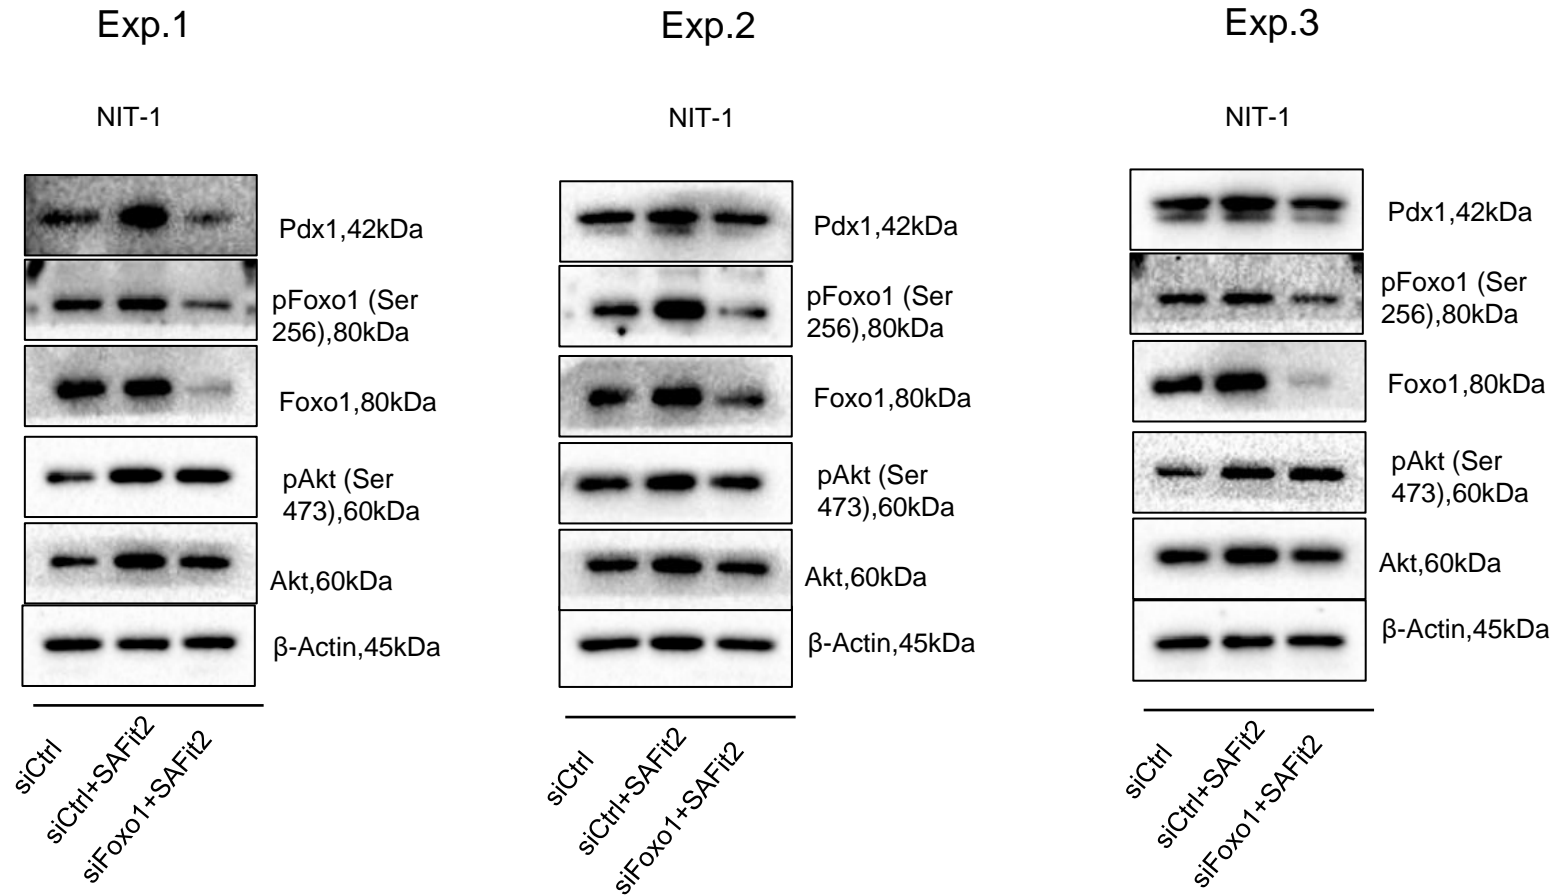 Exp.1
NIT-1
Pdx1,42kDa
pFoxo1 (Ser
256),80kDa
Foxo1,80kDa
pAkt (Ser
473),60kDa
Akt,60kDa
β-Actin,45kDa
siCtrl
siCtrl+SAFit2
siFoxo1+SAFit2
Exp.2
NIT-1
Pdx1,42kDa
pFoxo1 (Ser
256),80kDa
Foxo1,80kDa
pAkt (Ser
473),60kDa
Akt,60kDa
β-Actin,45kDa
siCtrl
siCtrl+SAFit2
siFoxo1+SAFit2
Exp.3
NIT-1
Pdx1,42kDa
pFoxo1 (Ser
256),80kDa
Foxo1,80kDa
pAkt (Ser
473),60kDa
Akt,60kDa
β-Actin,45kDa
siCtrl
siCtrl+SAFit2
siFoxo1+SAFit2